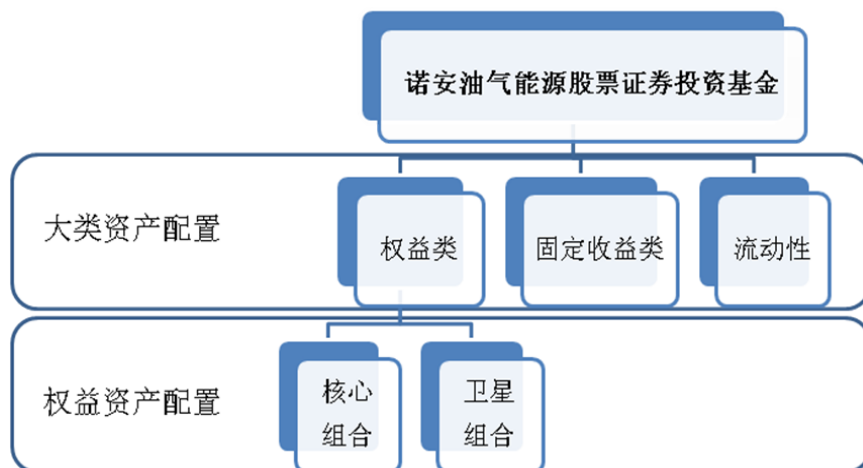 诺安油气能源股票证券投资基金
大类资产配置
权益类
固定收益类
流动性
权益资产配置
核心
组合
卫星
组合